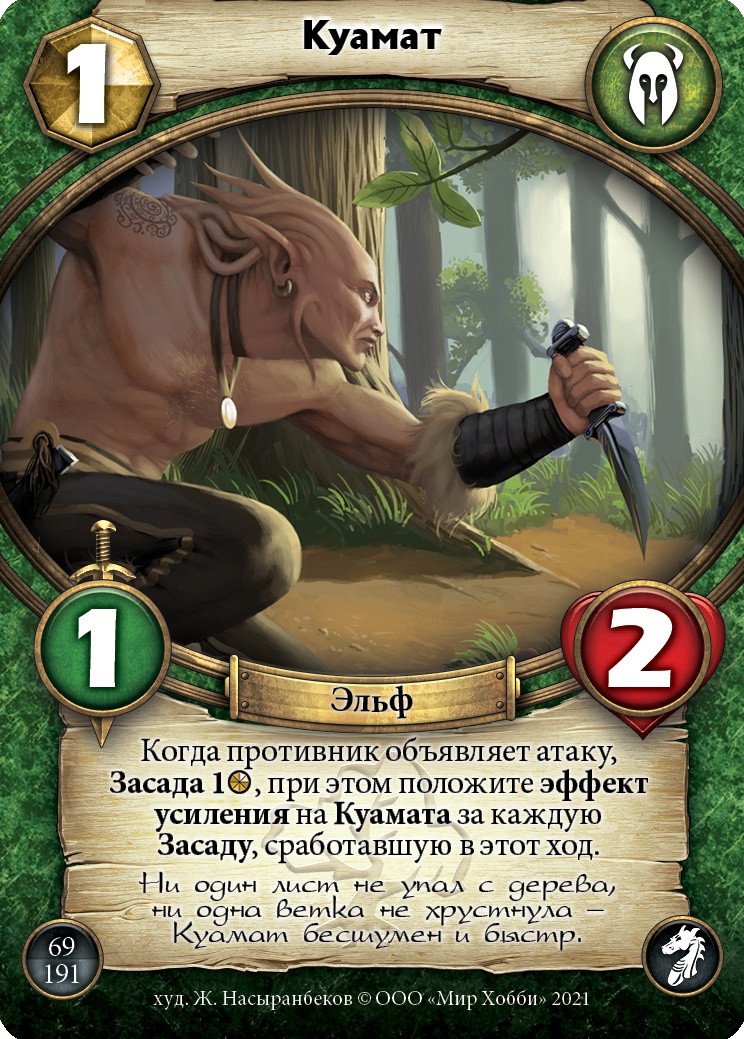 Куамат
1
1
2
Эльф
Когда противник объявляет атаку,
Засада 1, при этом положите эффект
усиления на Куамата за каждую
Засаду, сработавшую в этот ход.
Ни один лист не упал с дерева,
ни одна ветка не хрустнула –
Куамат бесшумен и быстр.
69
191
худ. Ж. Насыранбеков © ООО «Мир Хобби» 2021